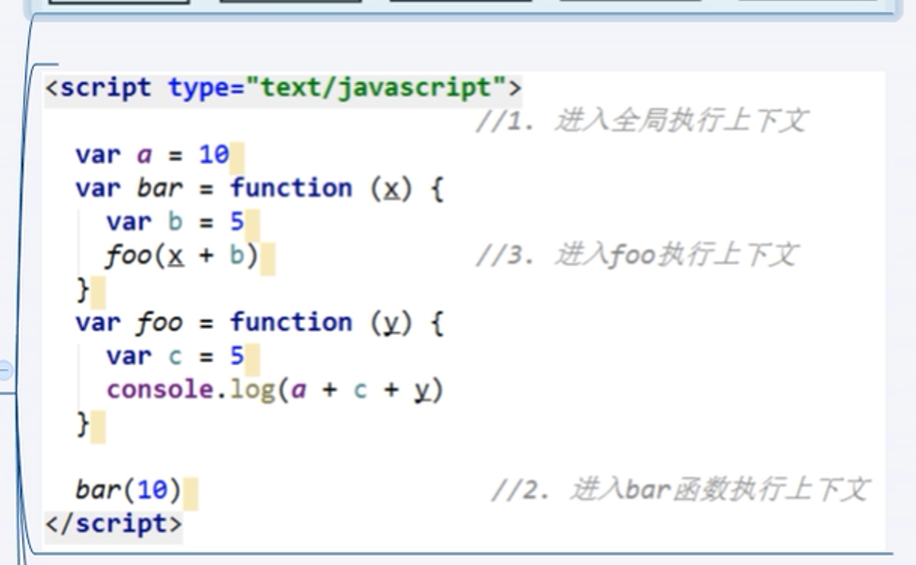 <script type="text/javascript">
//1. 进入全局执行上下文
var a = 10
var bar = function (x) {
var b = 5
foo(x + b) //3. 进入foo执行上下文
}
var foo = function (y) {
var c = 5
console.log(a + c + y)
}
bar(10) //2. 进入bar函数执行上下文
</script>